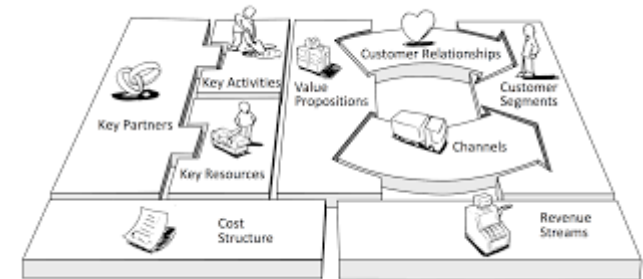 Key Partners
Key Activities
Key Resources
Value
Propositions
Customer Relationships
Channels
Customer
Segments
Cost
Structure
Revenue
Streams